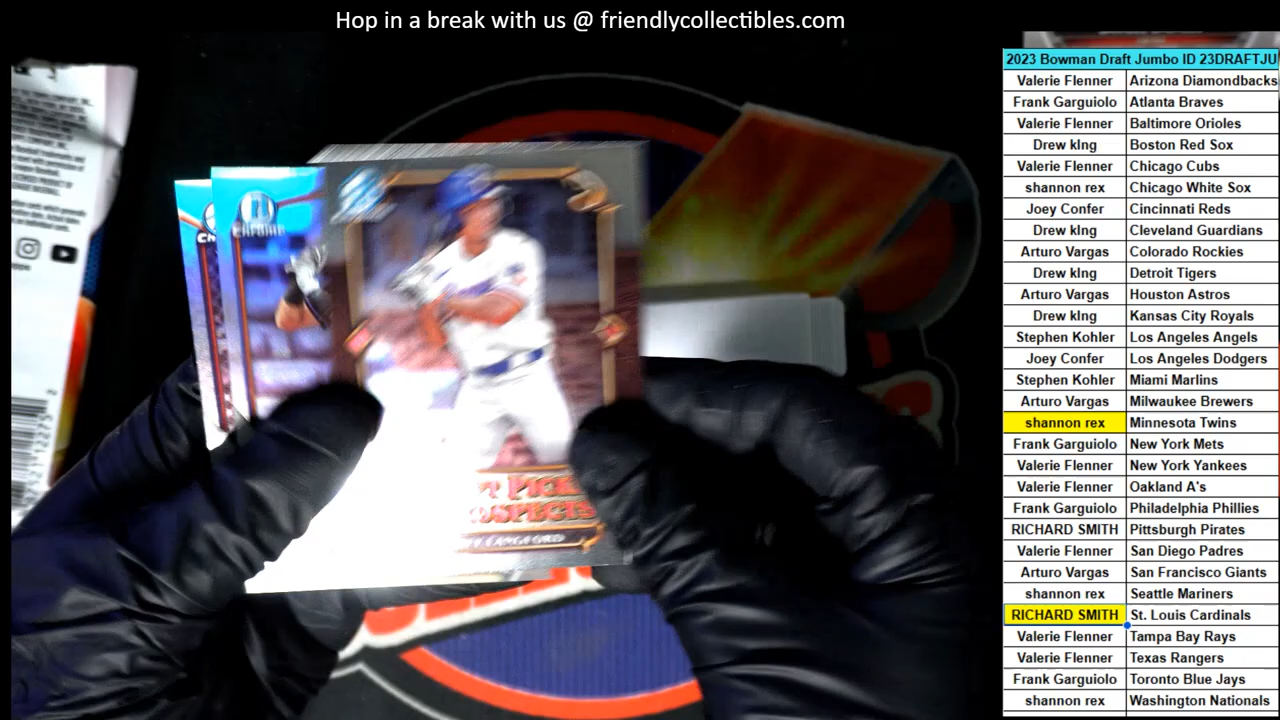 Hop in a break with us @ friendlycollectibles.com
2023 Bowman Draft Jumbo ID 23DRAFTJU
Valerie Flenner Arizona Diamondbacks
Frank Garguiolo Atlanta Braves
Valerie Flenner Baltimore Orioles
Drew kIng Boston Red Sox
Valerie Flenner Chicago Cubs
shannon rex Chicago White Sox
Joey Confer Cincinnati Reds
Drew kIng Cleveland Guardians
Arturo Vargas Colorado Rockies
Drew kIng Detroit Tigers
Arturo Vargas Houston Astros
Drew kIng Kansas City Royals
Stephen Kohler Los Angeles Angels
Joey Confer Los Angeles Dodgers
Stephen Kohler Miami Marlins
Arturo Vargas Milwaukee Brewers
shannon rex Minnesota Twins
Frank Garguiolo New York Mets
Valerie Flenner New York Yankees
Valerie Flenner Oakland A's
Frank Garguiolo Philadelphia Phillies
RICHARD SMITH Pittsburgh Pirates
Valerie Flenner San Diego Padres
Arturo Vargas San Francisco Giants
shannon rex Seattle Mariners
RICHARD SMITH St. Louis Cardinals
Valerie Flenner Tampa Bay Rays
Valerie Flenner Texas Rangers
Frank Garguiolo Toronto Blue Jays
shannon rex Washington Nationals
CHROME
PICK
LANGFORD